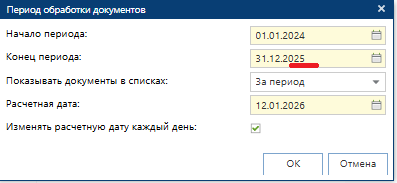 Период обработки документов
Начало периода: 01.01.2024
Конец периода: 31.12.2025
Показывать документы в списках: За период
Расчетная дата: 12.01.2026
Изменять расчетную дату каждый день:
ОК Отмена